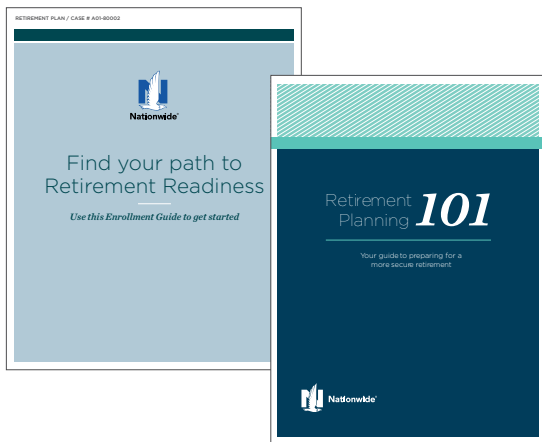 RETIREMENT PLAN / CASE # A01-80002
Nationwide®
Find your path to
Retirement Readiness
Use this Enrollment Guide to get started
Retirement
Planning 101
Your guide to preparing for a
more secure retirement
Nationwide®